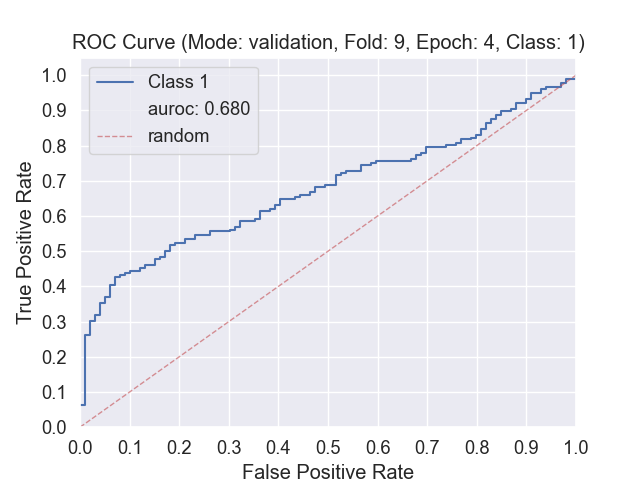 ROC Curve (Mode: validation, Fold: 9, Epoch: 4, Class: 1)
True Positive Rate
1.0
0.9
0.8
0.7
0.6
0.5
0.4
0.3
0.2
0.1
0.0
Class 1
auroc: 0.680
random
0.0 0.1 0.2 0.3 0.4 0.5 0.6 0.7 0.8 0.9 1.0
False Positive Rate